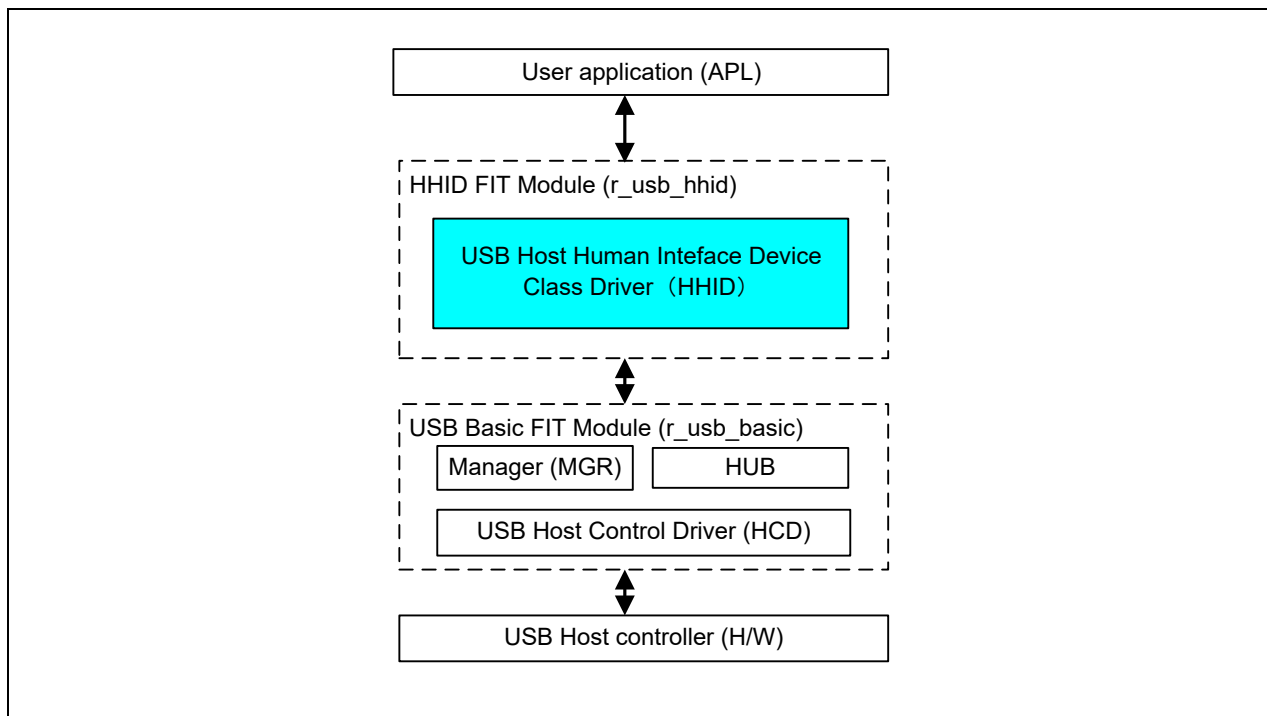 User application (APL)
HHID FIT Module (r_usb_hhid)
USB Host Human Inteface Device
Class Driver（HHID）
USB Basic FIT Module (r_usb_basic)
Manager (MGR)
HUB
USB Host Control Driver (HCD)
USB Host controller (H/W)